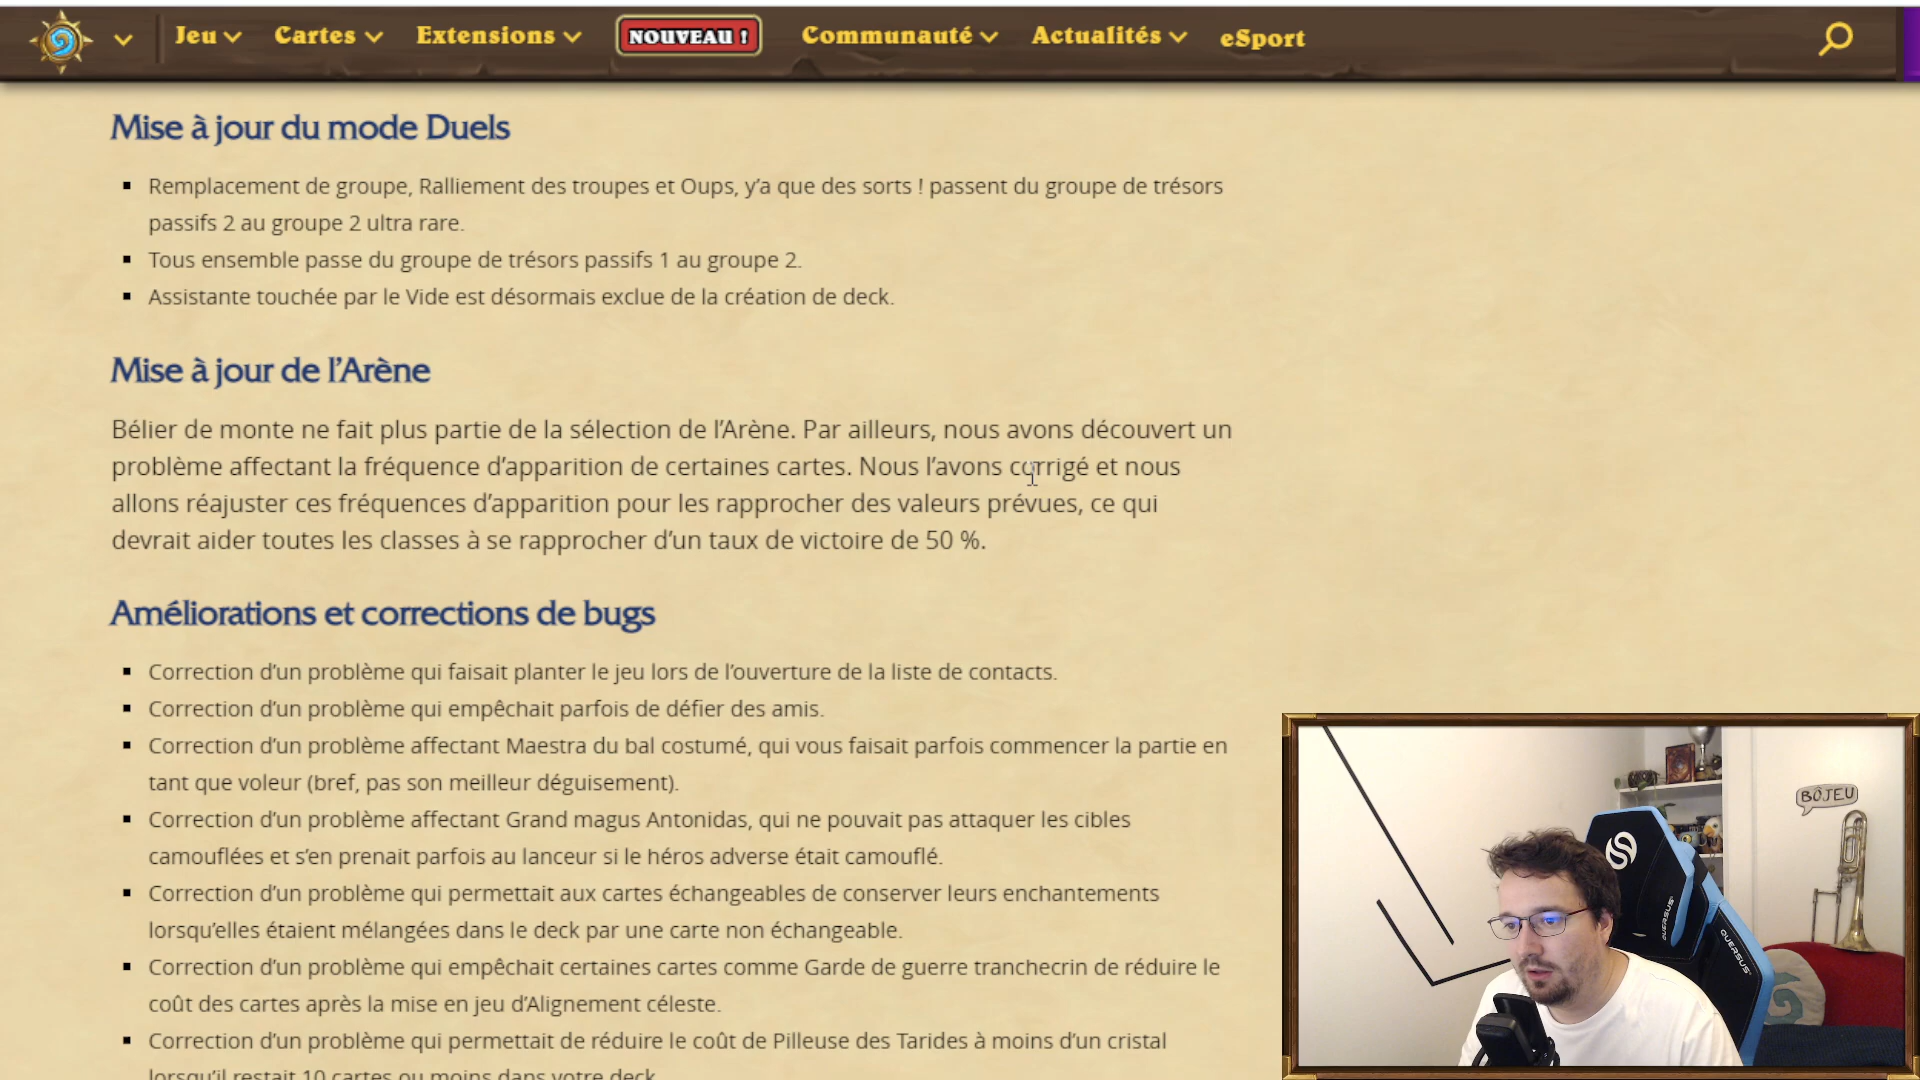 Jeu
Cartes
Extensions
NOUVEAU !
Communauté
Actualités
eSport
Mise à jour du mode Duels
Remplacement de groupe, Ralliement des troupes et Oups, y’a que des sorts ! passent du groupe de trésors
passifs 2 au groupe 2 ultra rare.
Tous ensemble passe du groupe de trésors passifs 1 au groupe 2.
Assistante touchée par le Vide est désormais exclue de la création de deck.
Mise à jour de l’Arène
Bélier de monte ne fait plus partie de la sélection de l’Arène. Par ailleurs, nous avons découvert un
problème affectant la fréquence d’apparition de certaines cartes. Nous l’avons corrigé et nous
allons réajuster ces fréquences d’apparition pour les rapprocher des valeurs prévues, ce qui
devrait aider toutes les classes à se rapprocher d’un taux de victoire de 50 %.
Améliorations et corrections de bugs
Correction d’un problème qui faisait planter le jeu lors de l’ouverture de la liste de contacts.
Correction d’un problème qui empêchait parfois de défier des amis.
Correction d’un problème affectant Maestra du bal costumé, qui vous faisait parfois commencer la partie en
tant que voleur (bref, pas son meilleur déguisement).
Correction d’un problème affectant Grand magus Antonidas, qui ne pouvait pas attaquer les cibles
camouflées et s’en prenait parfois au lanceur si le héros adverse était camouflé.
Correction d’un problème qui permettait aux cartes échangeables de conserver leurs enchantements
lorsqu’elles étaient mélangées dans le deck par une carte non échangeable.
Correction d’un problème qui empêchait certaines cartes comme Garde de guerre tranchecrin de réduire le
coût des cartes après la mise en jeu d’Alignement céleste.
Correction d’un problème qui permettait de réduire le coût de Pilleuse des Tarides à moins d’un cristal
lorsqu’il restait 10 cartes ou moins dans votre deck.
BÔJEU
QUERSUS
QUERSUS